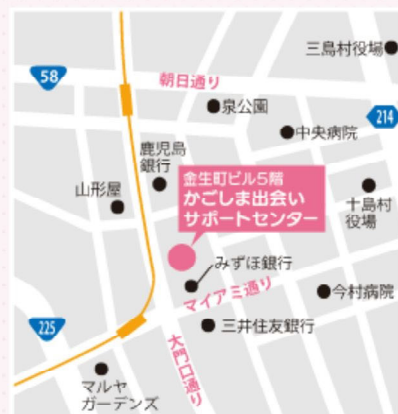 三島村役場
58
朝日通り
泉公園
214
中央病院
鹿児島
銀行
金生町ビル5階
かごしま出会い
サポートセンター
山形屋
十島村
役場
みずほ銀行
マイアミ通り
今村病院
225
三井住友銀行
大門口通り
マルヤ
ガーデンズ